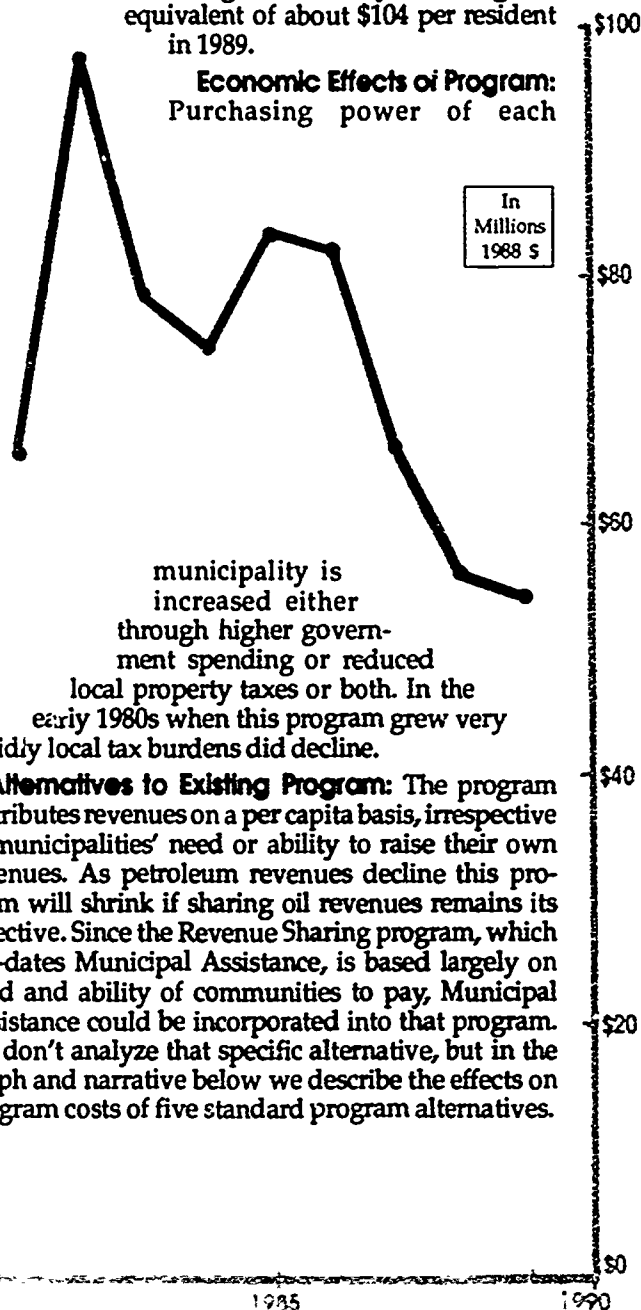 equivalent of about $104 per resident
in 1989.
Economic Effects of Program:
Purchasing power of each
$100
In
Millions
1988 $
$80
$60
municipality is
increased either
through higher govern-
ment spending or reduced
local property taxes or both. In the
early 1980s when this program grew very
idly local tax burdens did decline.
Alternatives to Existing Program: The program
tributes revenues on a per capita basis, irrespective
municipalities' need or ability to raise their own
enues. As petroleum revenues decline this pro-
m will shrink if sharing oil revenues remains its
ective. Since the Revenue Sharing program, which
-dates Municipal Assistance, is based largely on
d and ability of communities to pay, Municipal
istance could be incorporated into that program.
don't analyze that specific alternative, but in the
ph and narrative below we describe the effects on
gram costs of five standard program alternatives.
$40
$20
$0
1985
1990